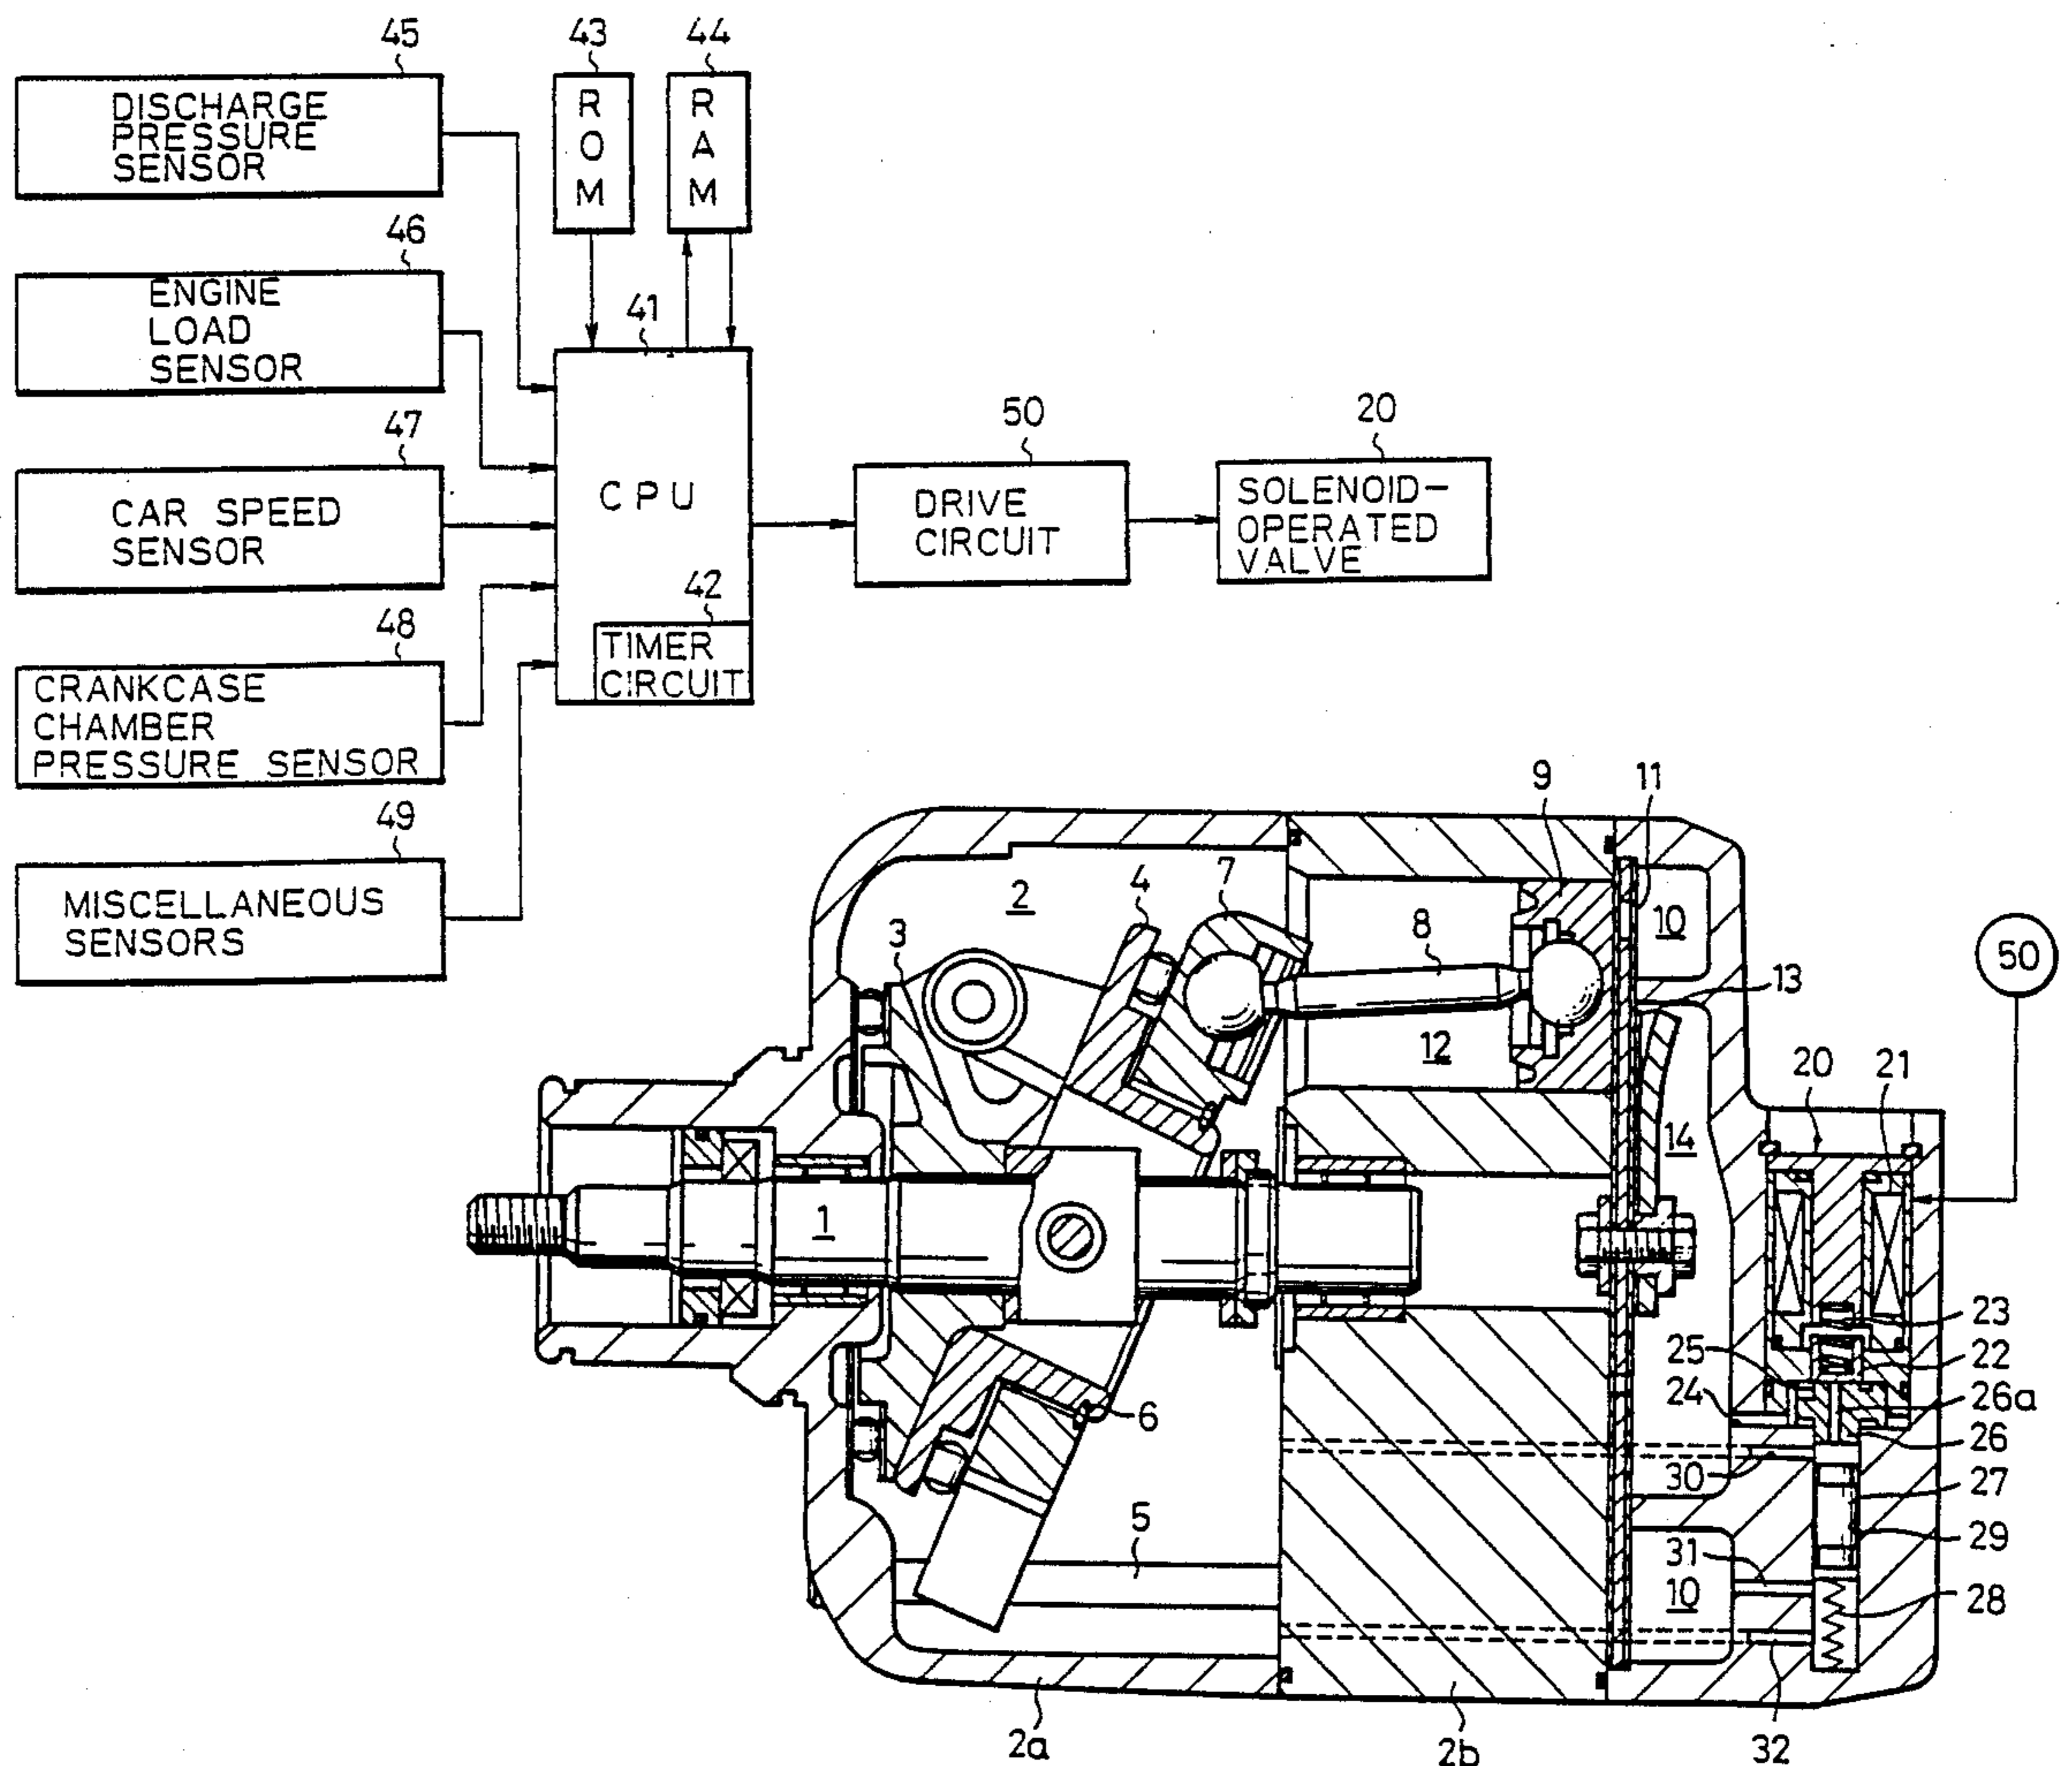 45
DISCHARGE
PRESSURE
SENSOR
43
ROM
44
RAM
46
ENGINE
LOAD
SENSOR
41
CPU
47
CAR SPEED
SENSOR
50
DRIVE
CIRCUIT
20
SOLENOID-
OPERATED
VALVE
42
TIMER
CIRCUIT
48
CRANKCASE
CHAMBER
PRESSURE SENSOR
49
MISCELLANEOUS
SENSORS
9
11
2
4
7
10
50
3
8
13
12
20
21
14
1
23
25
22
24
26a
6
26
30
27
5
29
31
10
28
2a
2b
32